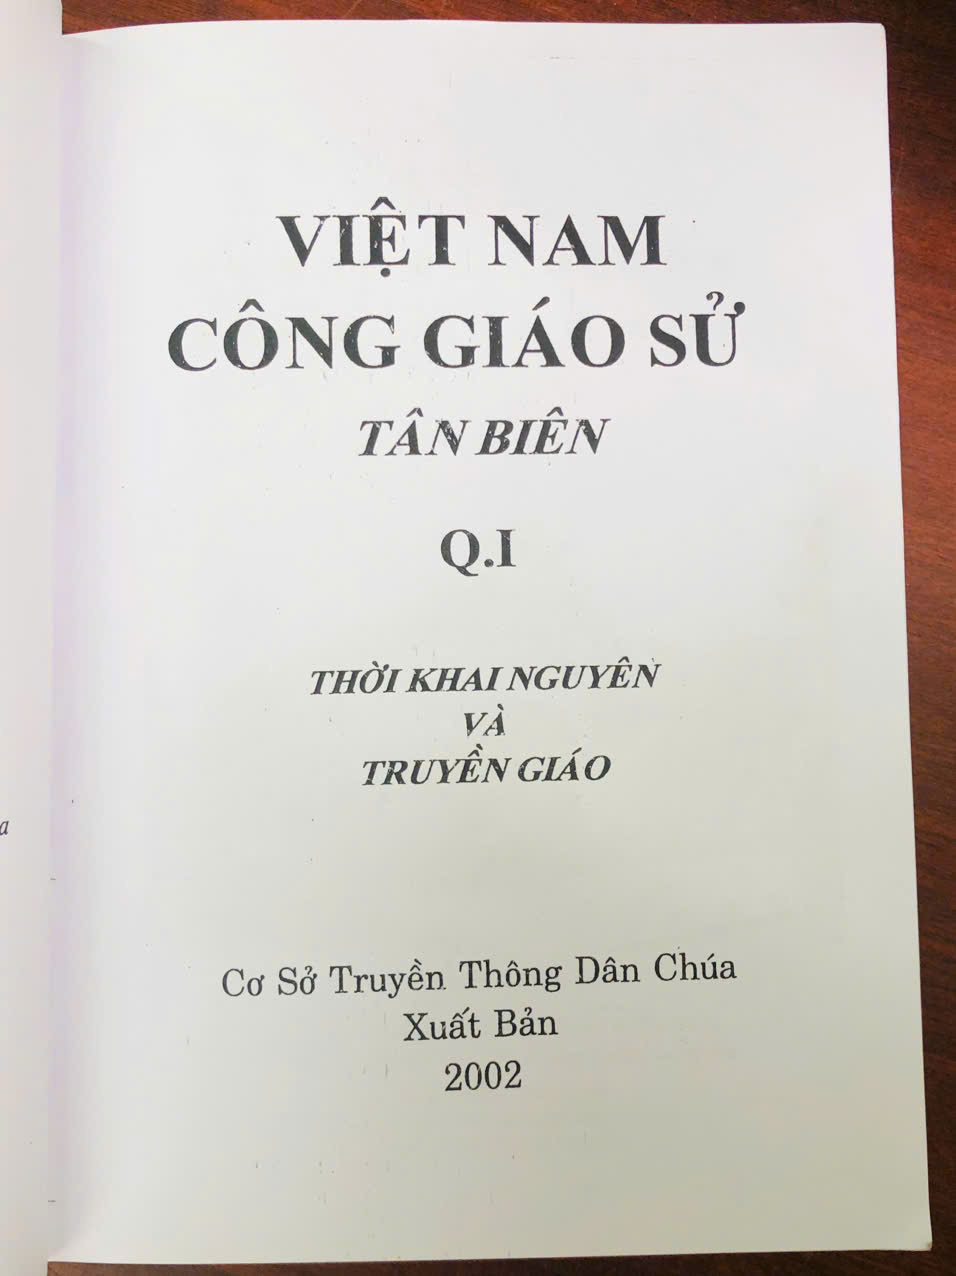 VIỆT NAM
CÔNG GIÁO SỬ
TÂN BIÊN
Q.I
THỜI KHAI NGUYÊN
VÀ
TRUYỀN GIÁO
Cơ Sở Truyền Thông Dân Chúa
Xuất Bản
2002